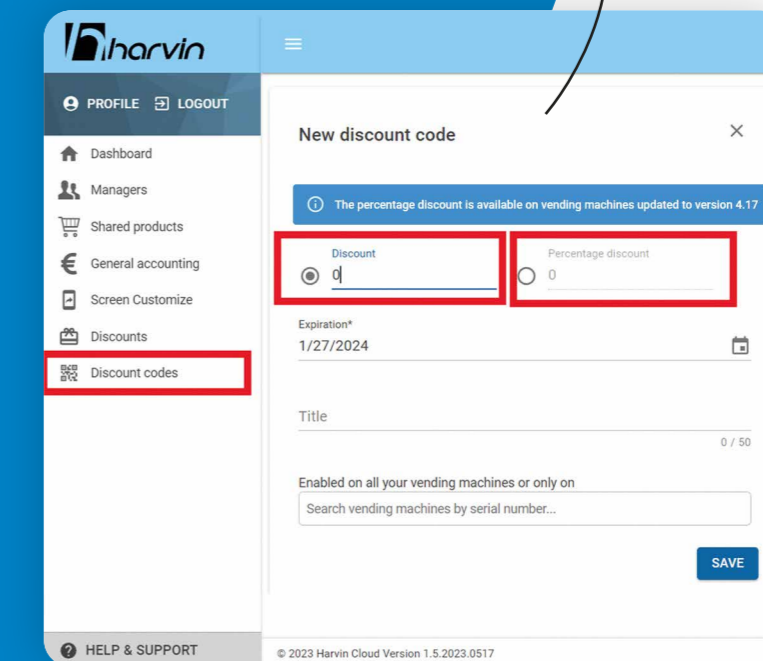 harvin
PROFILE LOGOUT
Dashboard
Managers
Shared products
General accounting
Screen Customize
Discounts
Discount codes
HELP & SUPPORT
New discount code
The percentage discount is available on vending machines updated to version 4.17
Discount
0
Percentage discount
0
Expiration*
1/27/2024
Title
0 / 50
Enabled on all your vending machines or only on
Search vending machines by serial number...
SAVE
© 2023 Harvin Cloud Version 1.5.2023.0517